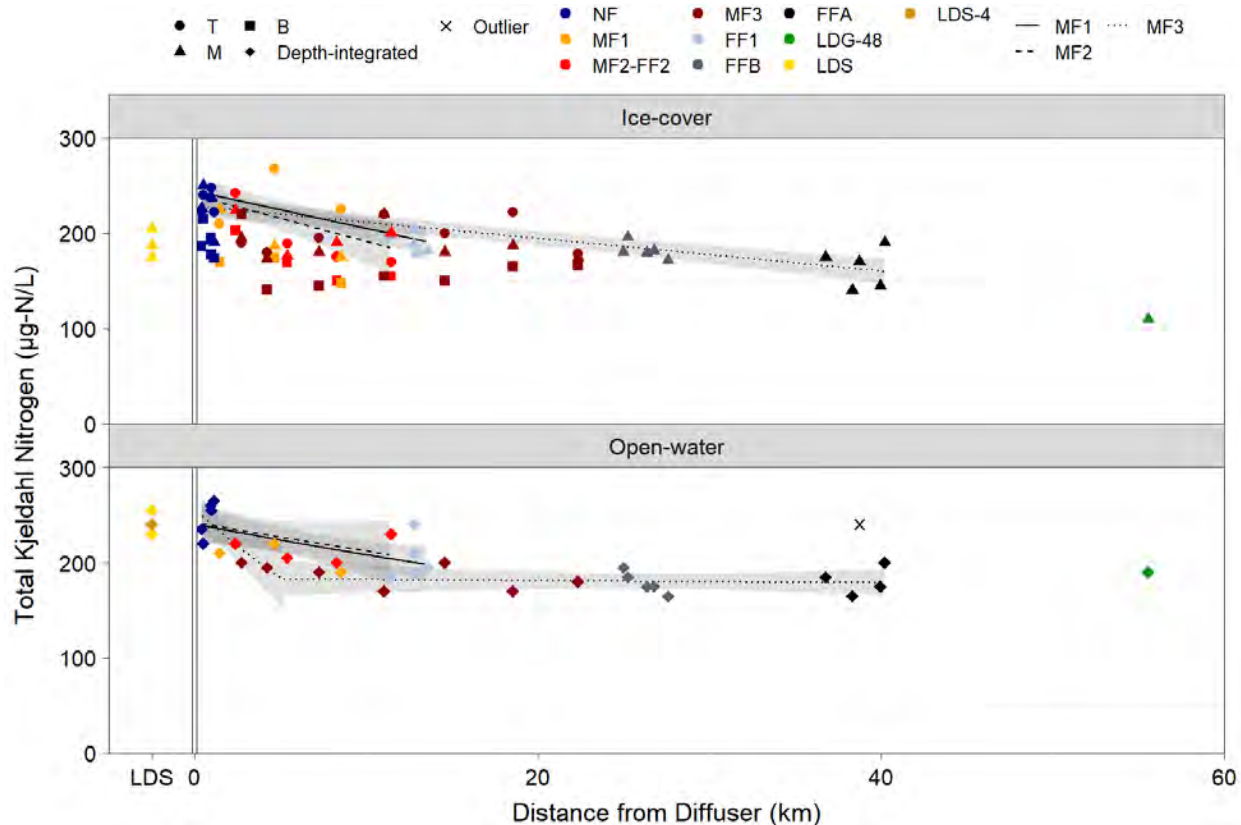 T B Outlier NF MF3 FFA LDS-4 MF1 MF3
M Depth-integrated MF1 FF1 LDG-48 MF2
MF2-FF2 FFB LDS
Ice-cover
300
200
100
0
Open-water
300
200
100
0
Total Kjeldahl Nitrogen (µg-N/L)
LDS 0 20 40 60
Distance from Diffuser (km)